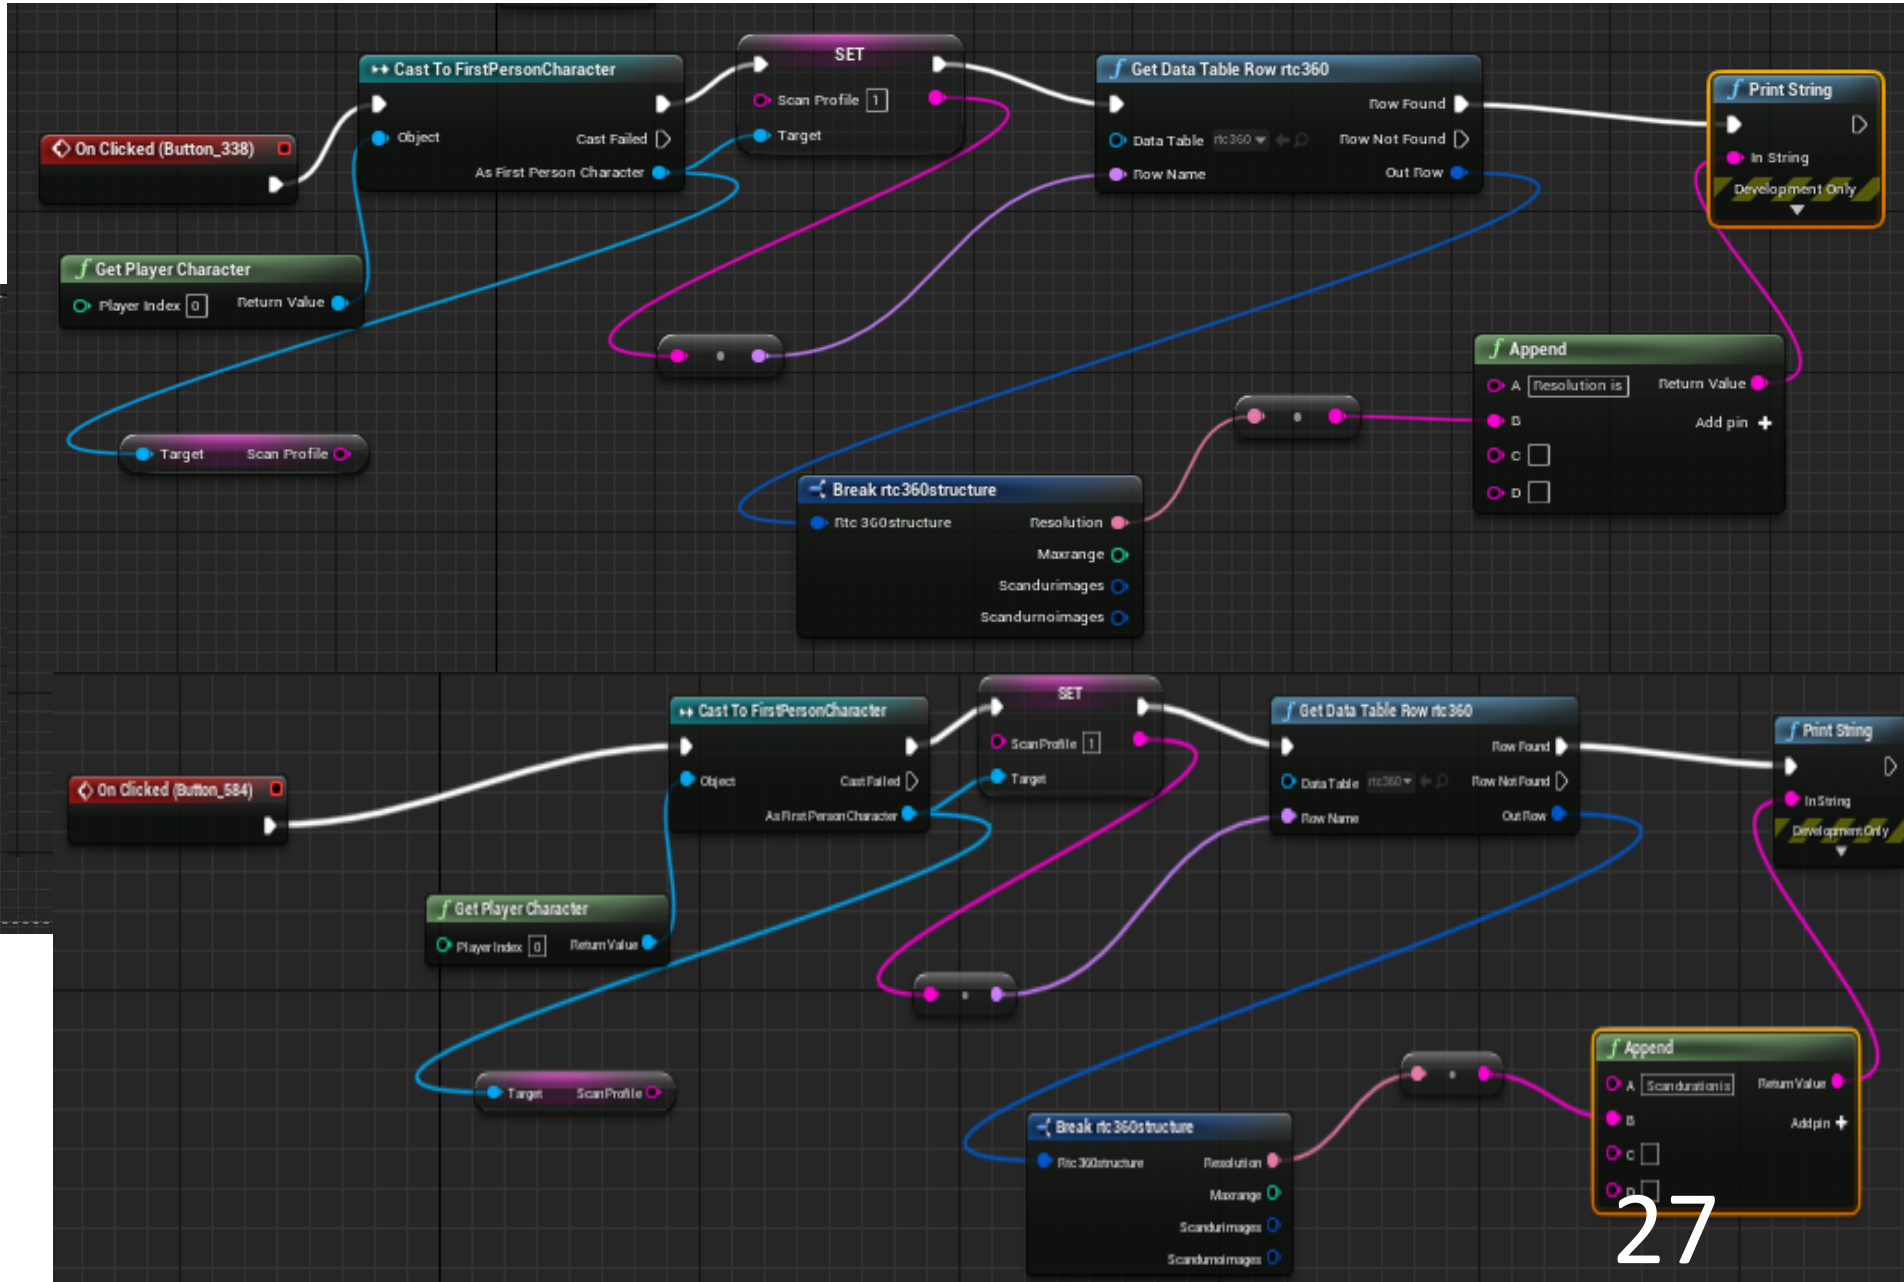 SET
Cast To FirstPersonCharacter
Get Data Table Row rtc360
Print String
Scan Profile 1
Object
Row Found
On Clicked (Button_338)
Cast Failed
Target
Data Table rtc360
Row Not Found
In String
As First Person Character
Row Name
Out Row
Development Only
Get Player Character
Player Index 0 Return Value
Append
A Resolution is Return Value
B Add pin
C
D
Target Scan Profile
Break rtc360structure
Rtc 360structure Resolution
Maxrange
Scandurimages
Scandurnoimages
SET
Cast To FirstPersonCharacter
Get Data Table Row rtc360
Print String
Scan Profile 1
Row Found
On Clicked (Button_584)
Object
Cast Failed
Target
Data Table rtc360
Row Not Found
In String
As First Person Character
Row Name
Out Row
Development Only
Get Player Character
Player Index 0 Return Value
Append
A Scanduration is Return Value
B Add pin
C
D
Target Scan Profile
Break rtc360structure
Rtc 360structure Resolution
Maxrange
Scandurimages
Scandurnoimages
27